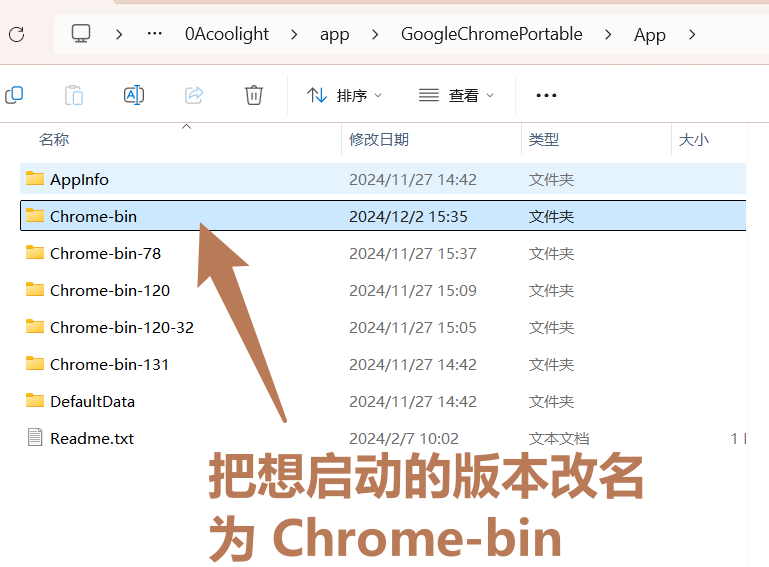 0Acoolight > app > GoogleChromePortable > App >
排序 查看
名称 修改日期 类型 大小
AppInfo 2024/11/27 14:42 文件夹
Chrome-bin 2024/12/2 15:35 文件夹
Chrome-bin-78 2024/11/27 15:37 文件夹
Chrome-bin-120 2024/11/27 15:09 文件夹
Chrome-bin-120-32 2024/11/27 15:05 文件夹
Chrome-bin-131 2024/11/27 14:42 文件夹
DefaultData 2024/11/27 14:42 文件夹
Readme.txt 2024/2/7 10:02 文本文档 1
把想启动的版本改名
为 Chrome-bin